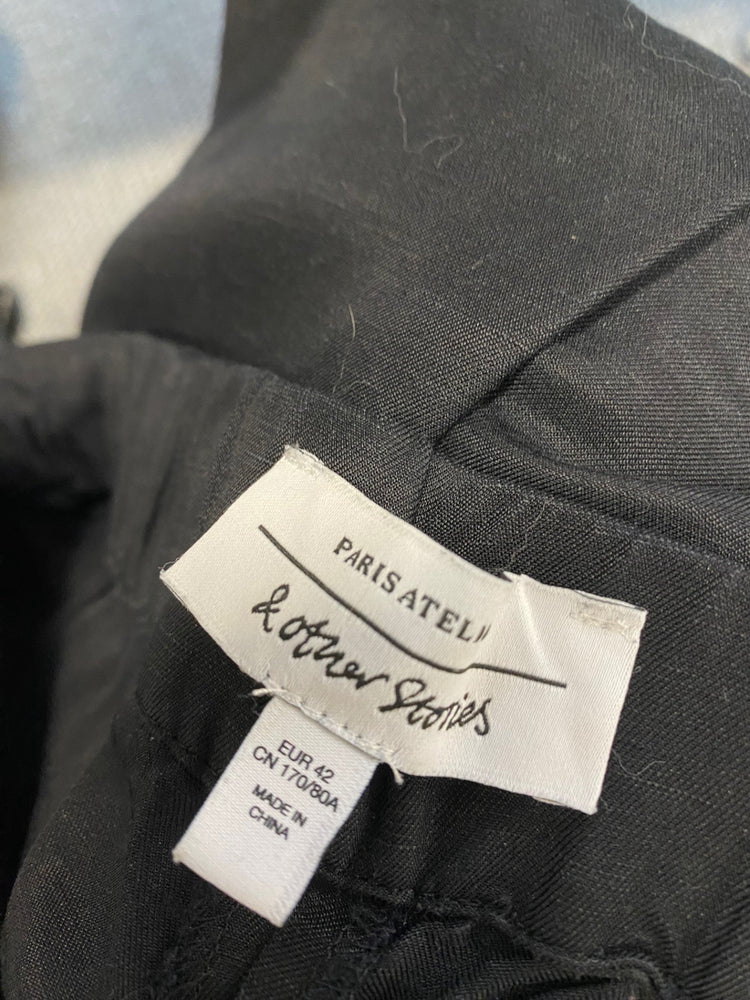 PARIS ATELI
& other Stories
EUR 42
CN 170/80A
MADE IN
CHINA